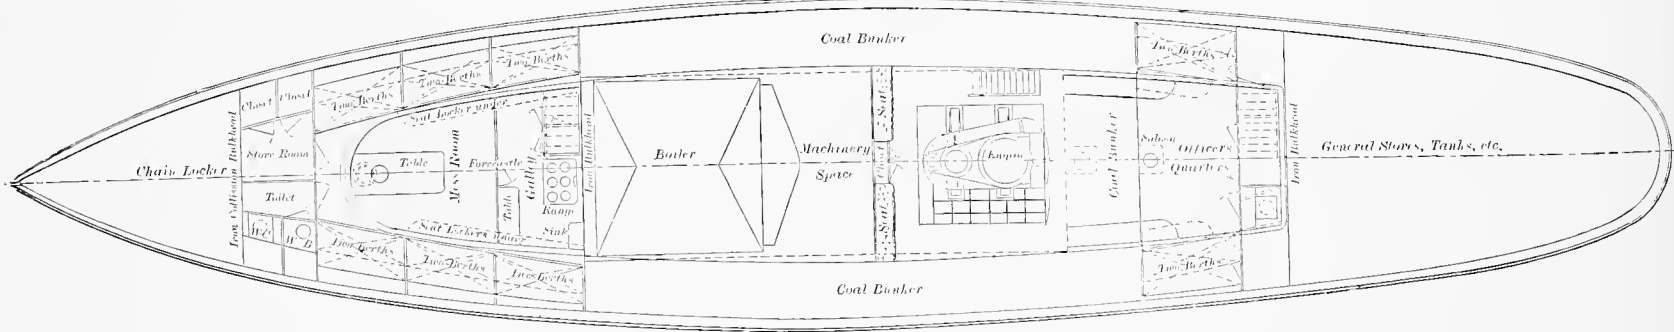 Chain Locker
Iron Collision Bulkhead
Closet
Closet
Store Room
Toilet
W.C.
W B
Two Berths
Two Berths
Two Berths
Seat Locker under
Table
Mess Room
Forecastle
Table
Galley
Range
Sink
Seat Lockers under
Two Berths
Two Berths
Two Berths
Iron Bulkhead
Coal Bunker
Boiler
Machinery
Space
Coal Bunker
Seat
Seat
Engine
Coal Bunker
Two Berths
Saloon
Officers
Quarters
Two Berths
Iron Bulkhead
General Stores, Tanks, etc.